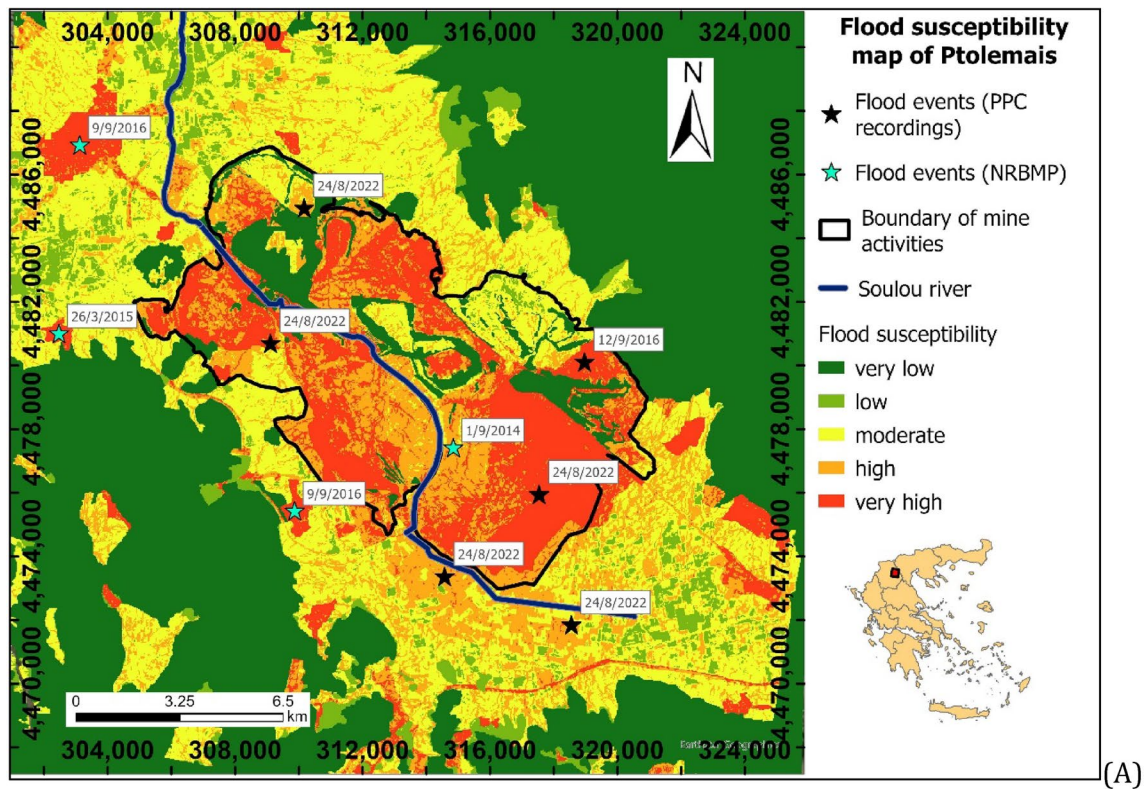 304,000 308,000 312,000 316,000 320,000 324,000
4,486,000
4,482,000
4,478,000
4,474,000
4,470,000
4,486,000
4,482,000
4,478,000
4,474,000
4,470,000
N
9/9/2016
24/8/2022
26/3/2015
24/8/2022
12/9/2016
1/9/2014
24/8/2022
9/9/2016
24/8/2022
24/8/2022
0 3.25 6.5
km
304,000 308,000 312,000 316,000 320,000 324,000
Flood susceptibility
map of Ptolemais
Flood events (PPC
recordings)
Flood events (NRBMP)
Boundary of mine
activities
Soulou river
Flood susceptibility
very low
low
moderate
high
very high
(A)